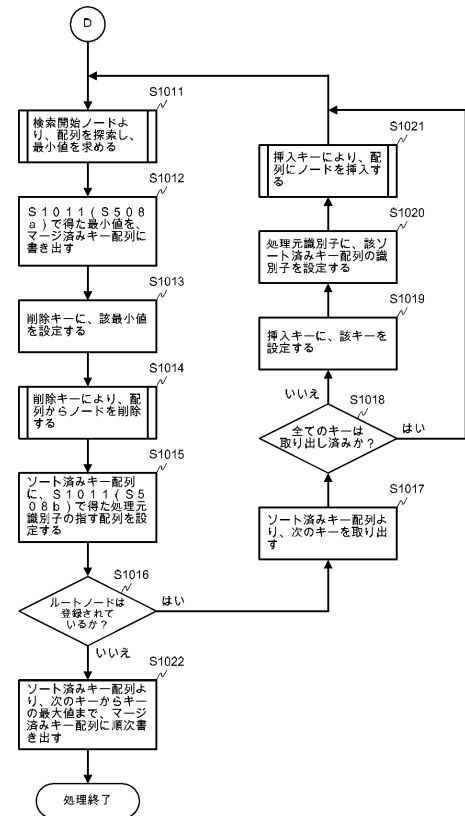 D
S1011
検索開始ノードよ
り、配列を探索し、
最小値を求める
S1012
Ｓ１０１１（Ｓ５０８
ａ）で得た最小値を、
マージ済みキー配列に
書き出す
S1013
削除キーに、該最小値
を設定する
S1014
削除キーにより、配
列からノードを削除
する
S1015
ソート済みキー配列
に、Ｓ１０１１（Ｓ５
０８ｂ）で得た処理元
識別子の指す配列を設
定する
S1016
ルートノードは
登録されて
いるか？
はい
いいえ
S1022
ソート済みキー配列
より、次のキーからキー
の最大値まで、マージ
済みキー配列に順次書
き出す
処理終了
S1021
挿入キーにより、配
列にノードを挿入す
る
S1020
処理元識別子に、該ソ
ート済みキー配列の識
別子を設定する
S1019
挿入キーに、該キーを
設定する
いいえ
S1018
全てのキーは
取り出し済みか？
はい
S1017
ソート済みキー配列よ
り、次のキーを取り出
す